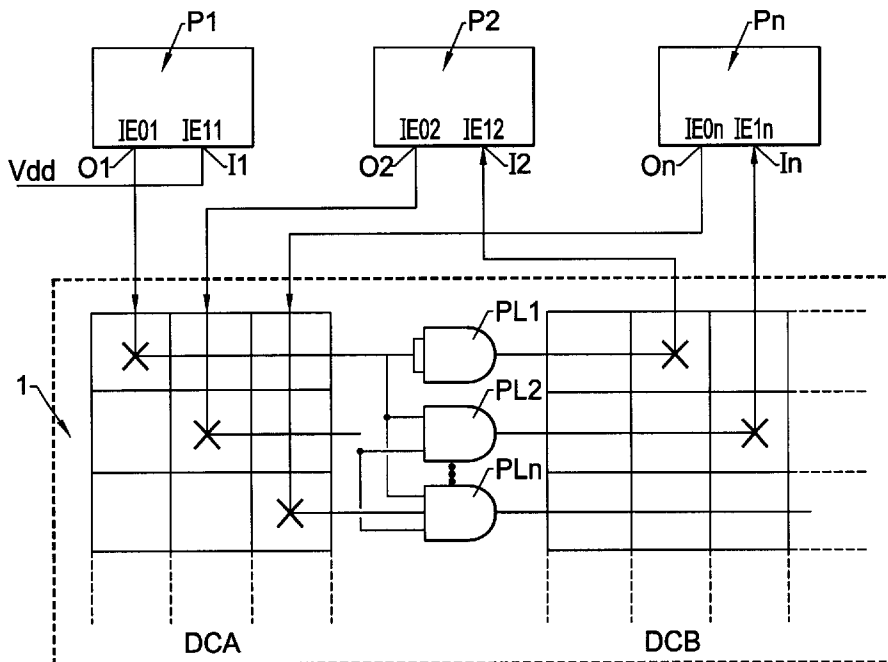 P1 P2 Pn
IE01 IE11 IE02 IE12 IE0n IE1n
Vdd O1 I1 O2 I2 On In
PL1
1
PL2
PLn
DCA DCB